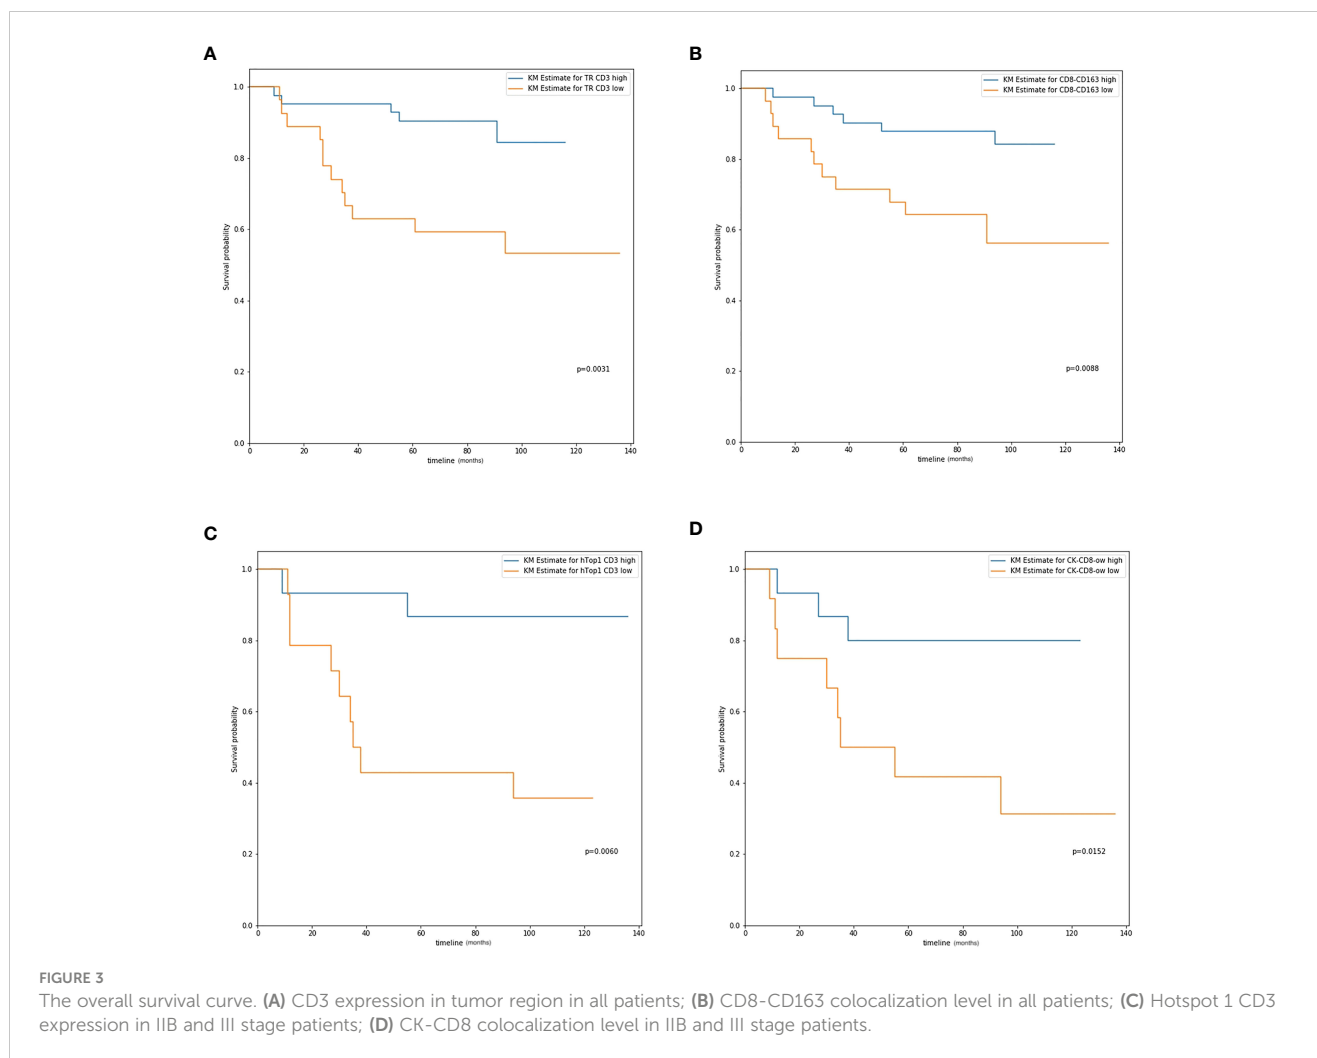 A
KM Estimate for TR CD3 high
KM Estimate for TR CD3 low
1.0
0.8
0.6
0.4
0.2
0.0
Survival probability
p=0.0031
0 20 40 60 80 100 120 140
timeline (months)
B
KM Estimate for CD8-CD163 high
KM Estimate for CD8-CD163 low
1.0
0.8
0.6
0.4
0.2
0.0
Survival probability
p=0.0088
0 20 40 60 80 100 120 140
timeline (months)
C
KM Estimate for hTop1 CD3 high
KM Estimate for hTop1 CD3 low
1.0
0.8
0.6
0.4
0.2
0.0
Survival probability
p=0.0060
0 20 40 60 80 100 120 140
timeline (months)
D
KM Estimate for CK-CD8-ow high
KM Estimate for CK-CD8-ow low
1.0
0.8
0.6
0.4
0.2
0.0
Survival probability
p=0.0152
0 20 40 60 80 100 120 140
timeline (months)
FIGURE 3
The overall survival curve. (A) CD3 expression in tumor region in all patients; (B) CD8-CD163 colocalization level in all patients; (C) Hotspot 1 CD3
expression in IIB and III stage patients; (D) CK-CD8 colocalization level in IIB and III stage patients.